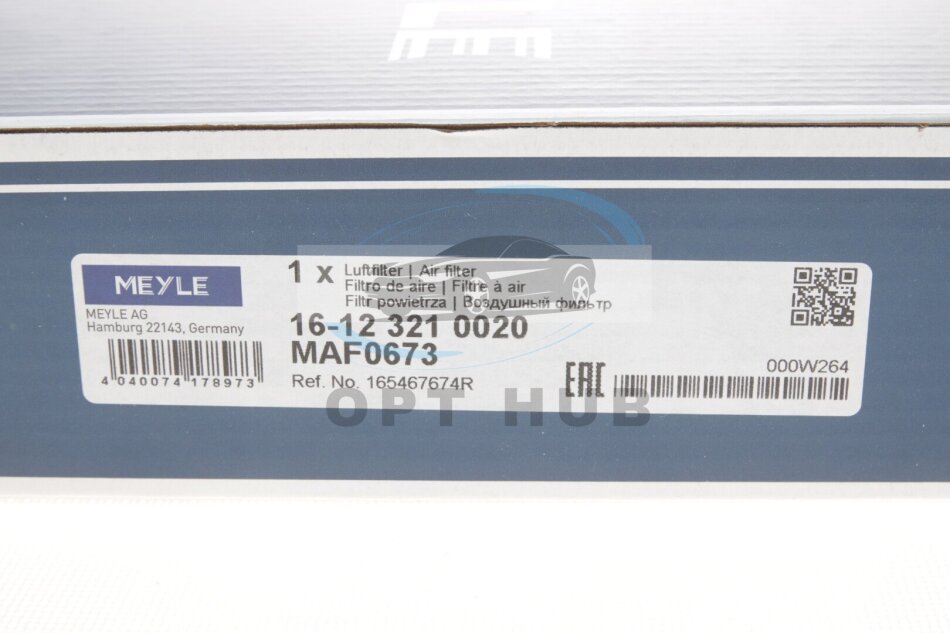 MEYLE
MEYLE AG
Hamburg 22143, Germany
4 040074 178973
1 x Luftfilter | Air filter
Filtro de aire | Filtre à air
Filtr powietrza | Воздушный фильтр
16-12 321 0020
MAF0673
Ref. No. 165467674R
EAC
000W264
OPT HUB